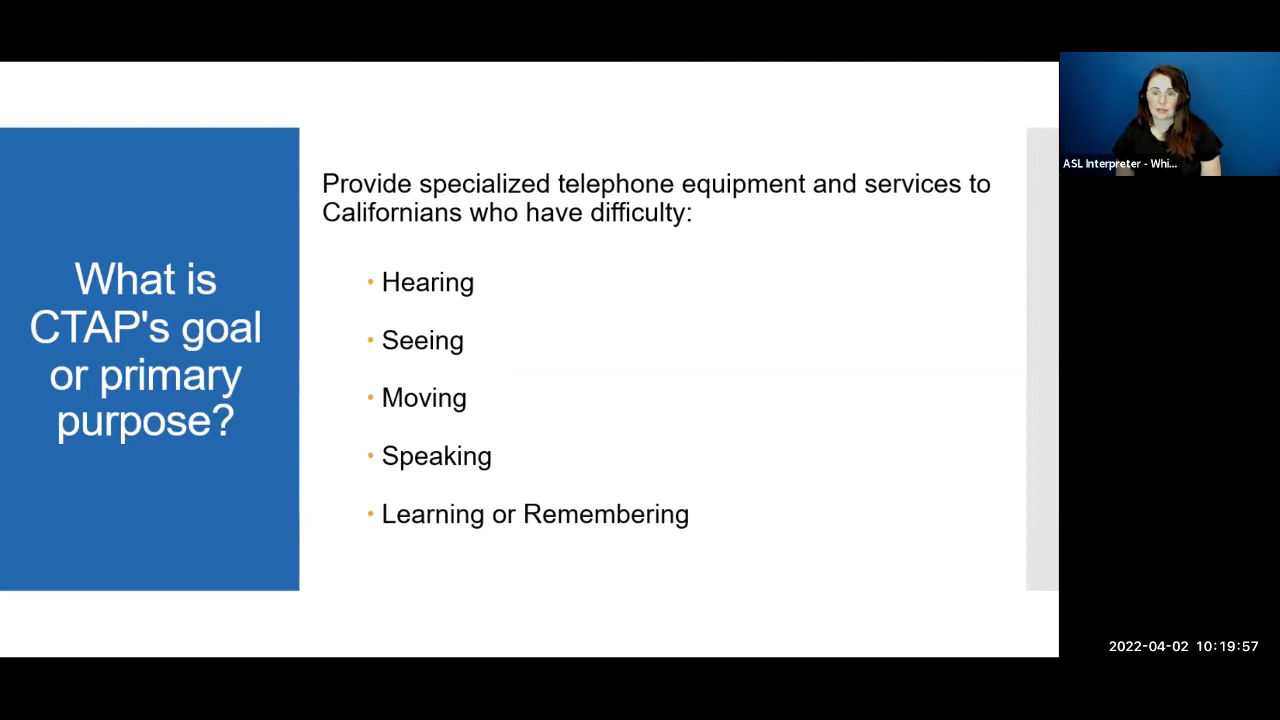 What is
CTAP's goal
or primary
purpose?
Provide specialized telephone equipment and services to
Californians who have difficulty:
• Hearing
• Seeing
• Moving
• Speaking
• Learning or Remembering
ASL Interpreter - Whi...
2022-04-02 10:19:57